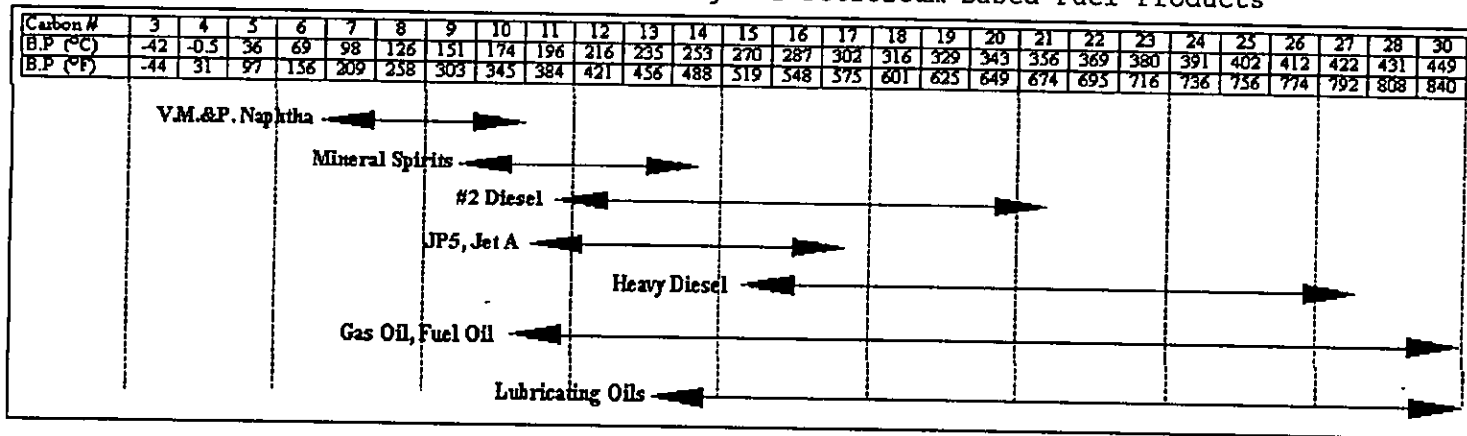 Petroleum Based Fuel Products
Carbon # 3 4 5 6 7 8 9 10 11 12 13 14 15 16 17 18 19 20 21 22 23 24 25 26 27 28 30
B.P (°C) -42 -0.5 36 69 98 126 151 174 196 216 235 253 270 287 302 316 329 343 356 369 380 391 402 412 422 431 449
B.P (°F) -44 31 97 156 209 258 303 345 384 421 456 488 519 548 575 601 625 649 674 695 716 736 756 774 792 808 840
V.M.&P. Naphtha
Mineral Spirits
#2 Diesel
JP5, Jet A
Heavy Diesel
Gas Oil, Fuel Oil
Lubricating Oils